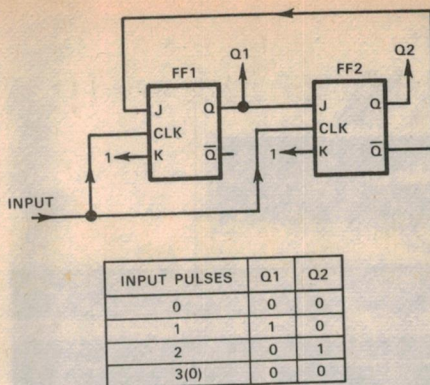 Q1
Q2
FF1
FF2
J Q
J Q
CLK
CLK
1 K Q̅
1 K Q̅
INPUT
INPUT PULSES Q1 Q2
0 0 0
1 1 0
2 0 1
3(0) 0 0